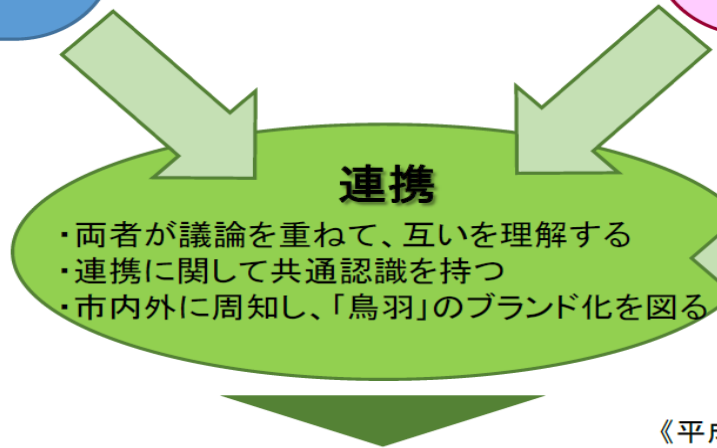 連携
・両者が議論を重ねて、互いを理解する
・連携に関して共通認識を持つ
・市内外に周知し、「鳥羽」のブランド化を図る
《平成